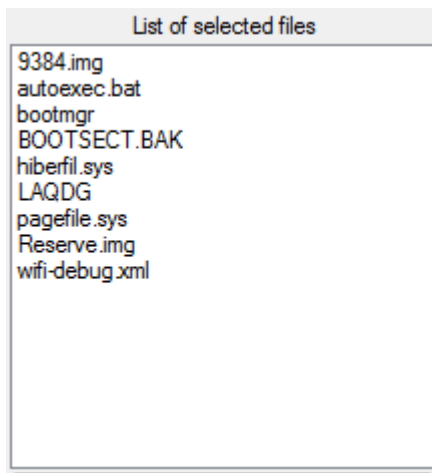 List of selected files
9384.img
autoexec.bat
bootmgr
BOOTSECT.BAK
hiberfil.sys
LAQDG
pagefile.sys
Reserve.img
wifi-debug.xml